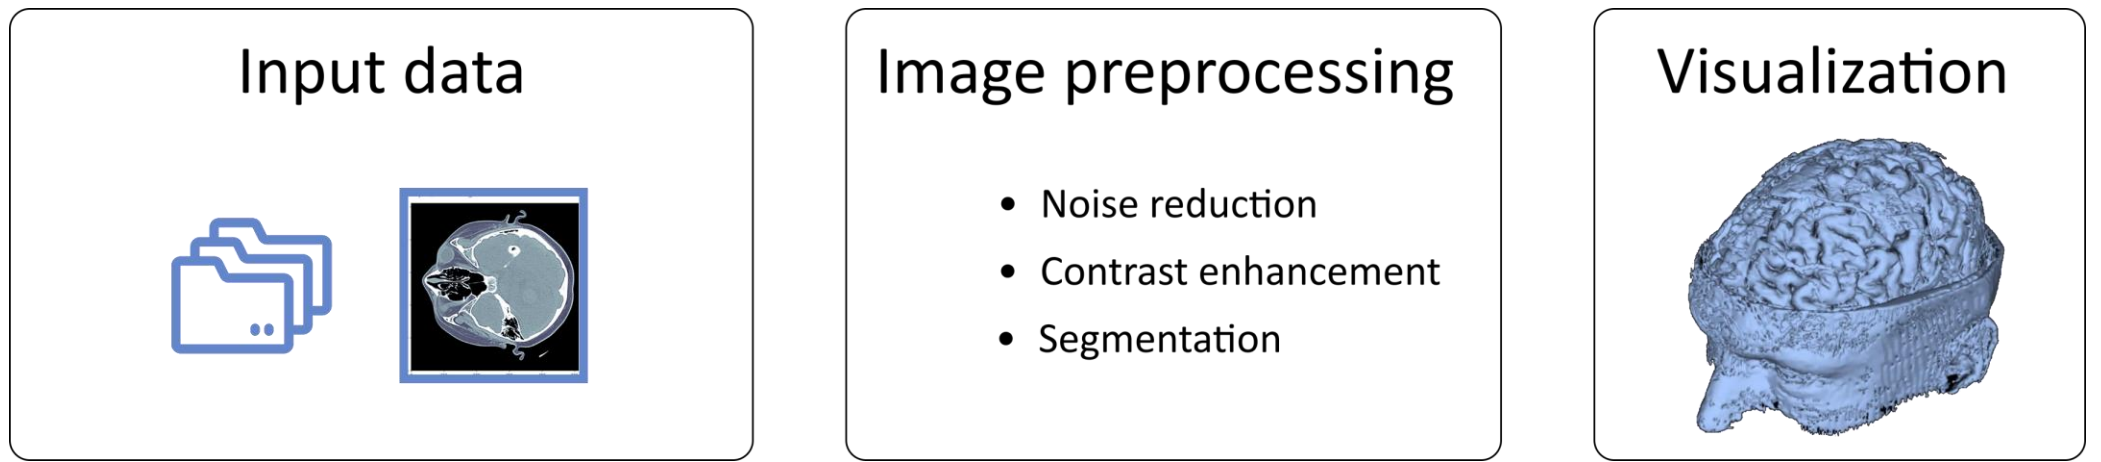 Input data
Image preprocessing
• Noise reduction
• Contrast enhancement
• Segmentation
Visualization